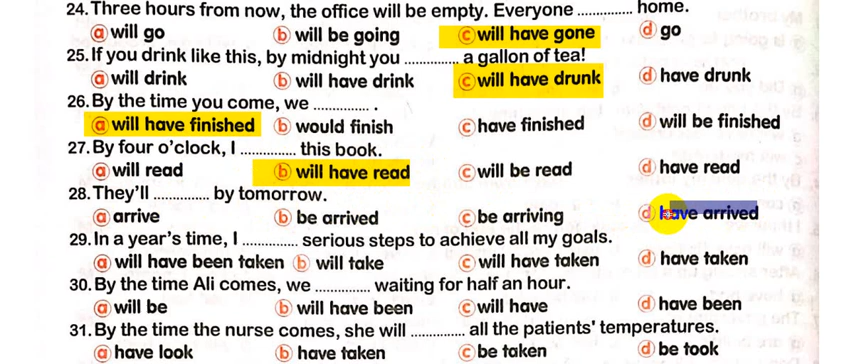 24. Three hours from now, the office will be empty. Everyone .............. home.
a will go b will be going c will have gone d go
25. If you drink like this, by midnight you .............. a gallon of tea!
a will drink b will have drink c will have drunk d have drunk
26. By the time you come, we .............. .
a will have finished b would finish c have finished d will be finished
27. By four o'clock, I .............. this book.
a will read b will have read c will be read d have read
28. They'll .............. by tomorrow.
a arrive b be arrived c be arriving d have arrived
29. In a year's time, I .............. serious steps to achieve all my goals.
a will have been taken b will take c will have taken d have taken
30. By the time Ali comes, we .............. waiting for half an hour.
a will be b will have been c will have d have been
31. By the time the nurse comes, she will .............. all the patients' temperatures.
a have look b have taken c be taken d be took